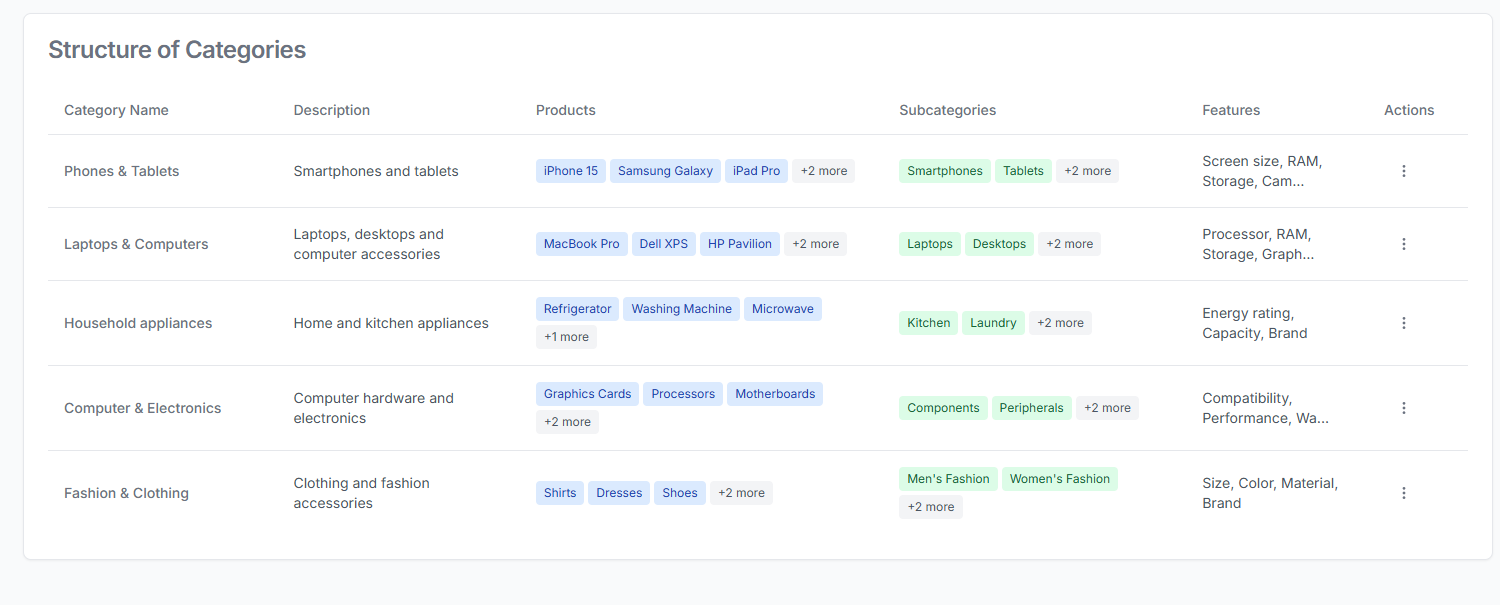 Structure of Categories
Category Name Description Products Subcategories Features Actions
Phones & Tablets Smartphones and tablets iPhone 15 Samsung Galaxy iPad Pro +2 more Smartphones Tablets +2 more Screen size, RAM,
Storage, Cam...
Laptops & Computers Laptops, desktops and
computer accessories MacBook Pro Dell XPS HP Pavilion +2 more Laptops Desktops +2 more Processor, RAM,
Storage, Graph...
Household appliances Home and kitchen appliances Refrigerator Washing Machine Microwave
+1 more Kitchen Laundry +2 more Energy rating,
Capacity, Brand
Computer & Electronics Computer hardware and
electronics Graphics Cards Processors Motherboards
+2 more Components Peripherals +2 more Compatibility,
Performance, Wa...
Fashion & Clothing Clothing and fashion
accessories Shirts Dresses Shoes +2 more Men's Fashion Women's Fashion
+2 more Size, Color, Material,
Brand